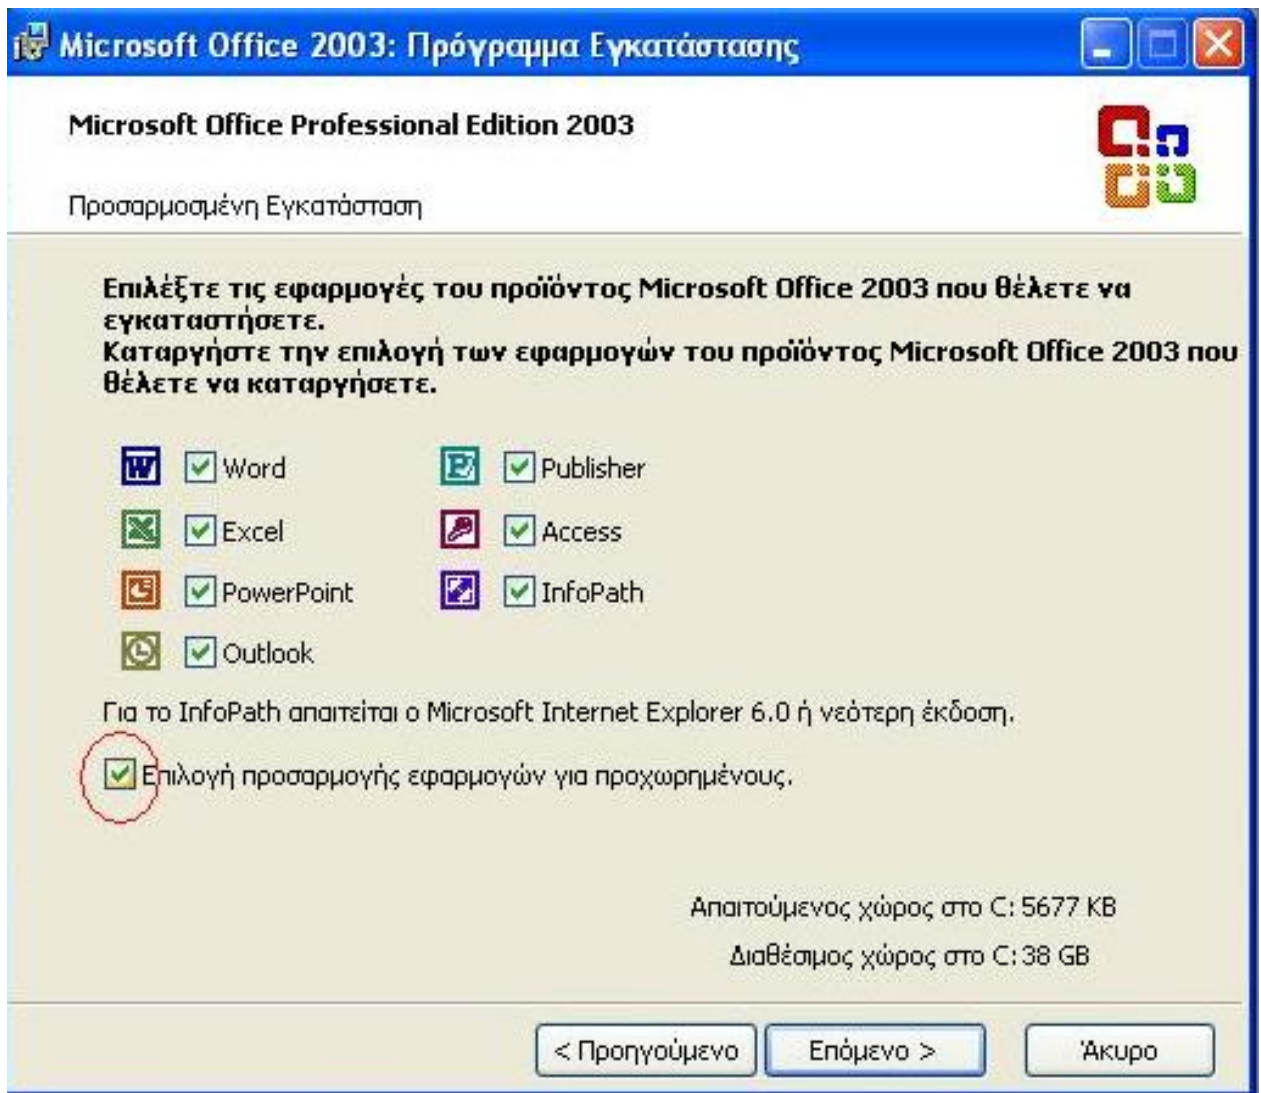 Microsoft Office 2003: Πρόγραμμα Εγκατάστασης
Microsoft Office Professional Edition 2003
Προσαρμοσμένη Εγκατάσταση
Επιλέξτε τις εφαρμογές του προϊόντος Microsoft Office 2003 που θέλετε να
εγκαταστήσετε.
Καταργήστε την επιλογή των εφαρμογών του προϊόντος Microsoft Office 2003 που
θέλετε να καταργήσετε.
Word
Publisher
Excel
Access
PowerPoint
InfoPath
Outlook
Για το InfoPath απαιτείται ο Microsoft Internet Explorer 6.0 ή νεότερη έκδοση.
Επιλογή προσαρμογής εφαρμογών για προχωρημένους.
Απαιτούμενος χώρος στο C: 5677 KB
Διαθέσιμος χώρος στο C: 38 GB
< Προηγούμενο
Επόμενο >
Άκυρο